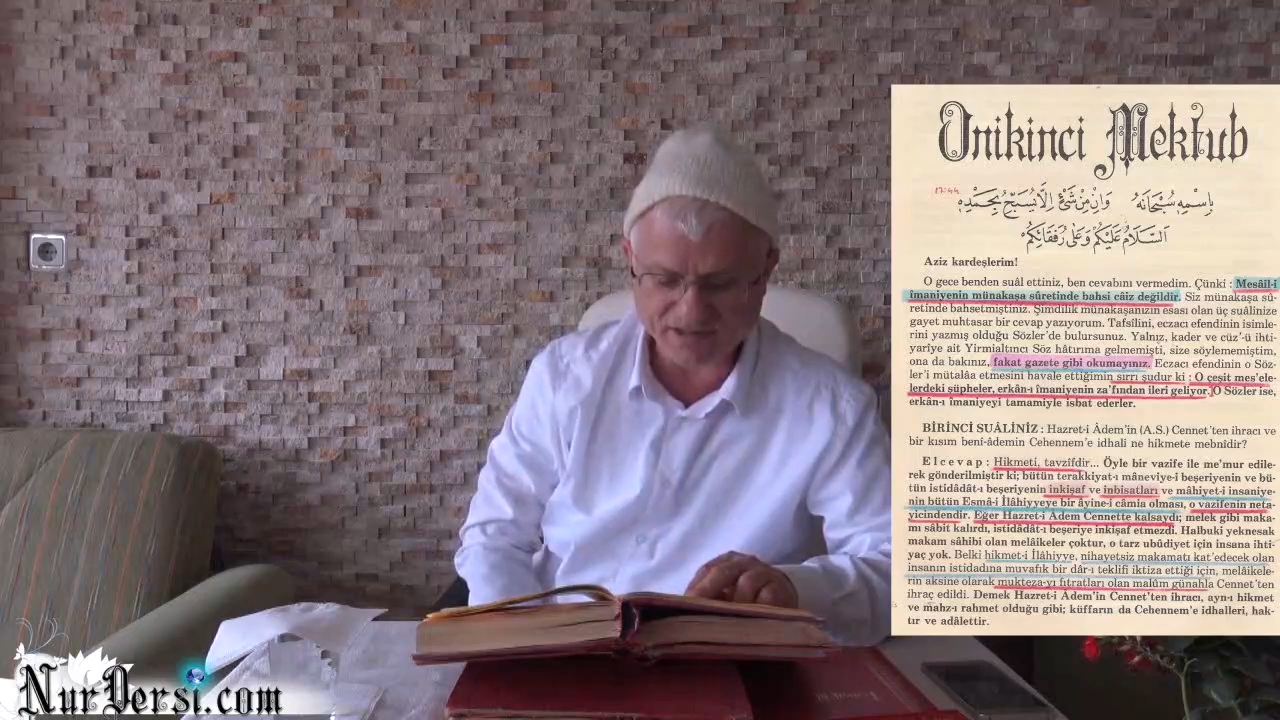 Onikinci Mektub
17:44
بِاسْمِهِ سُبْحَانَهُ وَاِنْ مِنْ شَىْءٍ اِلَّا يُسَبِّحُ بِحَمْدِهِ
اَلسَّلَامُ عَلَيْكُمْ وَعَلٰى رُفَقَائِكُمْ
Aziz kardeşlerim!
O gece benden suâl ettiniz, ben cevabını vermedim. Çünki : Mesâil-i
îmaniyenin münakaşa sûretinde bahsi câiz değildir. Siz münakaşa sû-
retinde bahsetmiştiniz. Şimdilik münakaşanızın esası olan üç suâlinize
gayet muhtasar bir cevap yazıyorum. Tafsilini, eczacı efendinin isimle-
rini yazmış olduğu Sözler'de bulursunuz. Yalnız, kader ve cüz'-ü ihti-
yarîye ait Yirmialtıncı Söz hâtırıma gelmemişti, size söylememiştim,
ona da bakınız, fakat gazete gibi okumayınız. Eczacı efendinin o Söz-
ler'i mütalâa etmesini havale ettiğimin sırrı şudur ki : O çeşit mes'ele-
lerdeki şüpheler, erkân-ı îmaniyenin za'fından ileri geliyor. O Sözler ise,
erkân-ı îmaniyeyi tamamiyle isbat ederler.
BİRİNCİ SUÂLİNİZ : Hazret-i Âdem'in (A.S.) Cennet'ten ihracı ve
bir kısım benî-âdemin Cehennem'e idhali ne hikmete mebnîdir?
Elcevap : Hikmeti, tavzifdir... Öyle bir vazife ile me'mur edile-
rek gönderilmiştir ki; bütün terakkiyat-ı mâneviye-i beşeriyenin ve bü-
tün istidâdât-ı beşeriyenin inkişaf ve inbisatları ve mâhiyet-i insaniye-
nin bütün Esmâ-i İlâhiyyeye bir âyine-i câmia olması, o vazifenin neta-
yicindendir. Eğer Hazret-i Âdem Cennette kalsaydı; melek gibi maka-
mı sâbit kalırdı, istidâdât-ı beşeriye inkişaf etmezdi. Halbuki yeknesak
makam sâhibi olan melâikeler çoktur, o tarz ubûdiyet için insana ihti-
yaç yok. Belki hikmet-i İlâhiyye, nihayetsiz makamatı kat'edecek olan
insanın istidadına muvafık bir dâr-ı teklifi iktiza ettiği için, melâikele-
rin aksine olarak mukteza-yı fıtratları olan malûm günahla Cennet'ten
ihraç edildi. Demek Hazret-i Âdem'in Cennet'ten ihracı, ayn-ı hikmet
ve mahz-ı rahmet olduğu gibi; küffarın da Cehennem'e idhalleri, hak-
tır ve adâlettir.
NurDersi.com